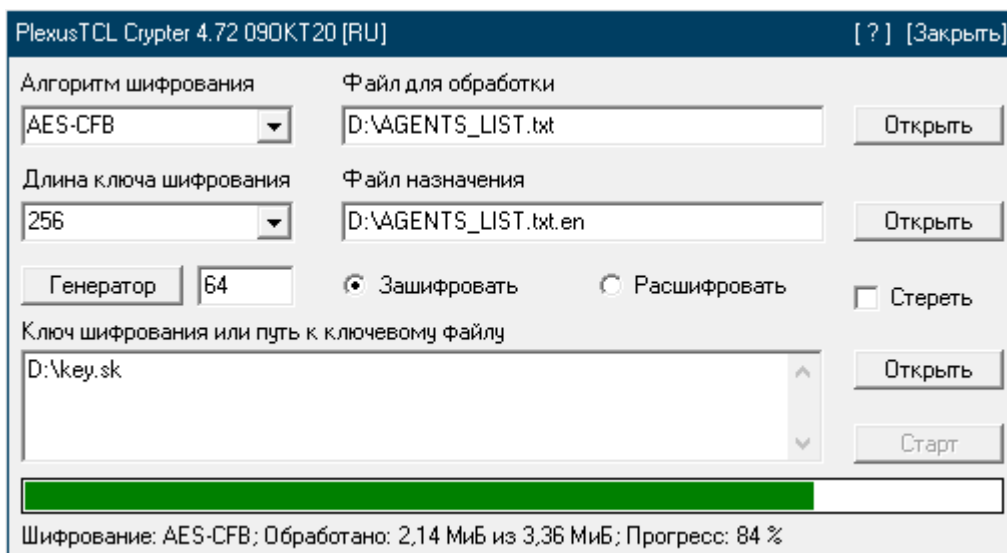 PlexusTCL Crypter 4.72 09OKT20 [RU] [ ? ] [Закрыть]
Алгоритм шифрования Файл для обработки
AES-CFB D:\AGENTS_LIST.txt Открыть
Длина ключа шифрования Файл назначения
256 D:\AGENTS_LIST.txt.en Открыть
Генератор 64 Зашифровать Расшифровать Стереть
Ключ шифрования или путь к ключевому файлу
D:\key.sk Открыть
Старт
Шифрование: AES-CFB; Обработано: 2,14 МиБ из 3,36 МиБ; Прогресс: 84 %